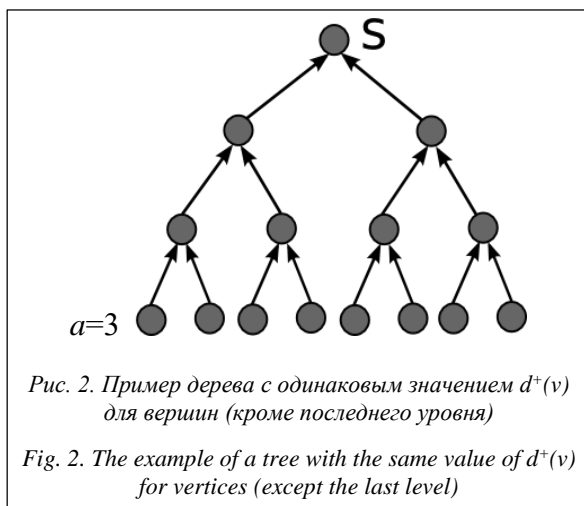 S
a=3
Рис. 2. Пример дерева с одинаковым значением d⁺(v)
для вершин (кроме последнего уровня)
Fig. 2. The example of a tree with the same value of d⁺(v)
for vertices (except the last level)